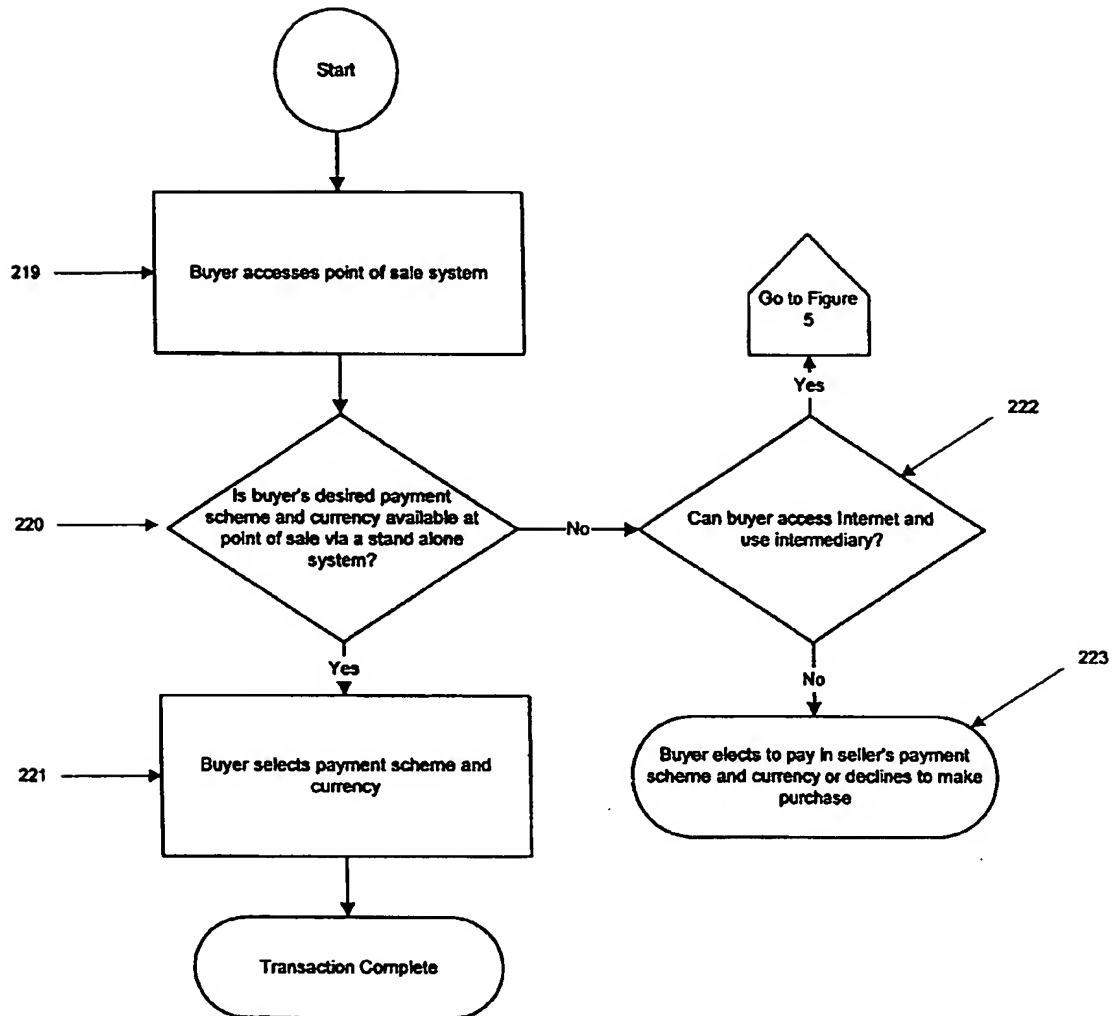 Start
219
Buyer accesses point of sale system
Go to Figure
5
Yes
222
220
Is buyer's desired payment
scheme and currency available at
point of sale via a stand alone
system?
No
Can buyer access Internet and
use intermediary?
Yes
No
223
221
Buyer selects payment scheme and
currency
Buyer elects to pay in seller's payment
scheme and currency or declines to make
purchase
Transaction Complete